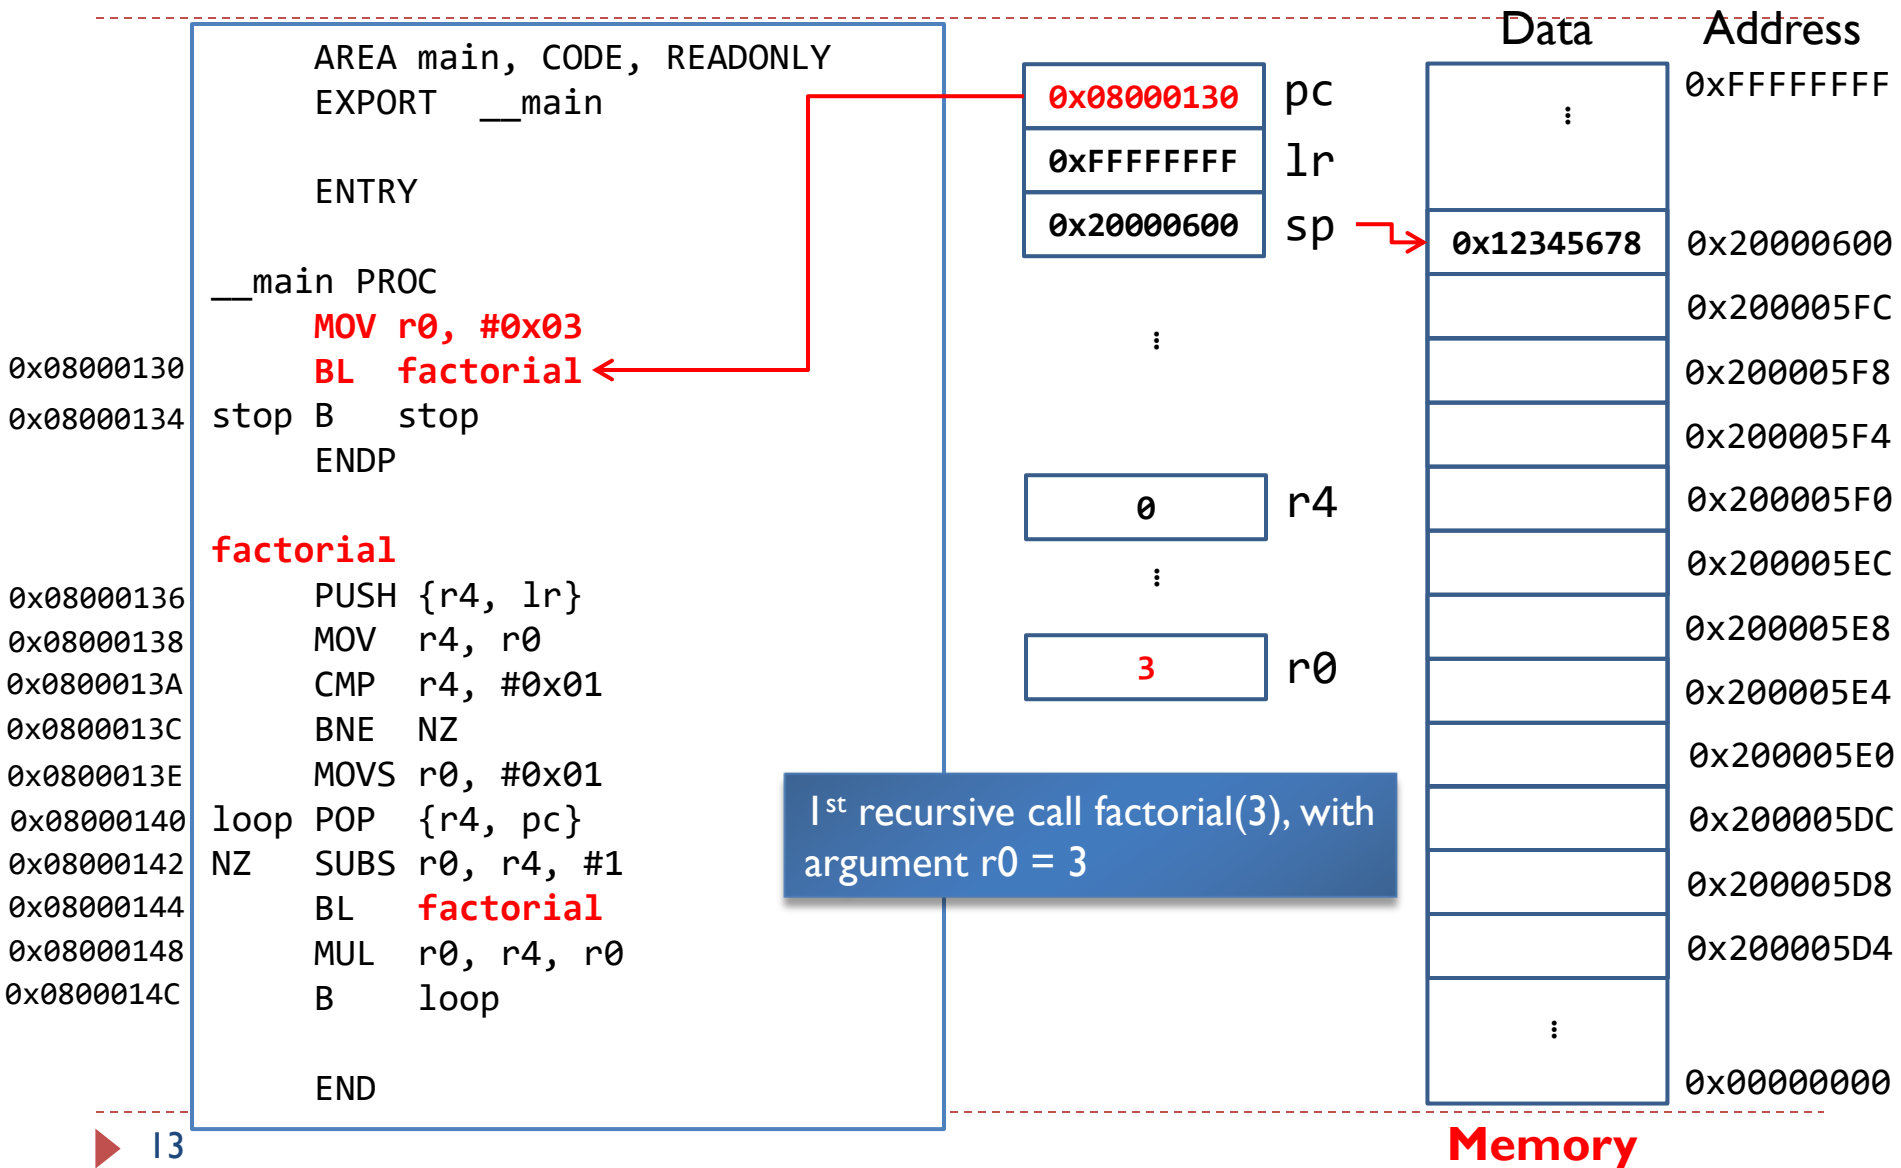 AREA main, CODE, READONLY
EXPORT __main
ENTRY
__main PROC
MOV r0, #0x03
0x08000130 BL factorial
0x08000134 stop B stop
ENDP
factorial
0x08000136 PUSH {r4, lr}
0x08000138 MOV r4, r0
0x0800013A CMP r4, #0x01
0x0800013C BNE NZ
0x0800013E MOVS r0, #0x01
0x08000140 loop POP {r4, pc}
0x08000142 NZ SUBS r0, r4, #1
0x08000144 BL factorial
0x08000148 MUL r0, r4, r0
0x0800014C B loop
END
0x08000130 pc
0xFFFFFFFF lr
0x20000600 sp
⋮
0 r4
⋮
3 r0
1st recursive call factorial(3), with
argument r0 = 3
Data Address
⋮ 0xFFFFFFFF
0x12345678 0x20000600
0x200005FC
0x200005F8
0x200005F4
0x200005F0
0x200005EC
0x200005E8
0x200005E4
0x200005E0
0x200005DC
0x200005D8
0x200005D4
⋮
0x00000000
Memory
13